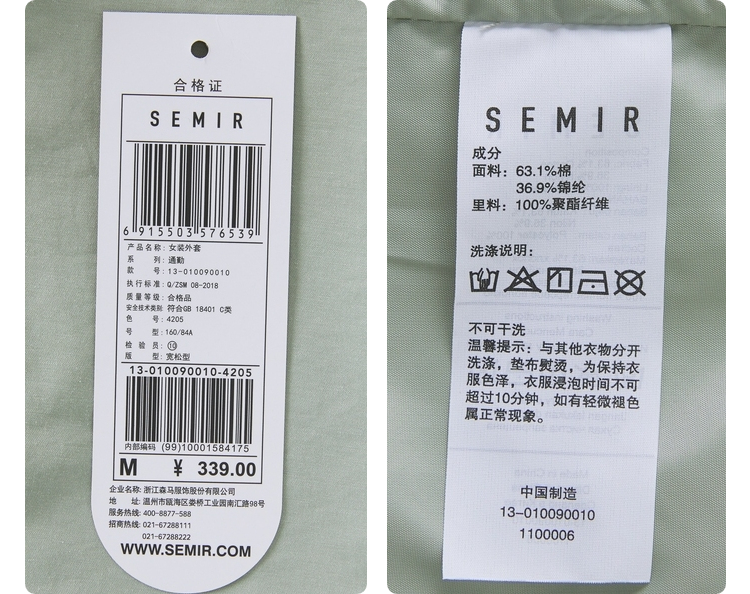 合格证
SEMIR
6 915503 576539
产品名称: 女装外套
系 列: 通勤
款 号: 13-010090010
执行标准: Q/ZSM 08-2018
质量等级: 合格品
安全技术类别: 符合GB 18401 C类
色 号: 4205
号 型: 160/84A
检 验 员: ⑩
版 型: 宽松型
13-010090010-4205
内部编码 (99)10001584175
M ¥ 339.00
企业名称: 浙江森马服饰股份有限公司
地 址: 温州市瓯海区娄桥工业园南汇路98号
服务热线: 400-8877-588
招商热线: 021-67288111
021-67288222
WWW.SEMIR.COM
SEMIR
成分
面料: 63.1%棉
36.9%锦纶
里料: 100%聚酯纤维
洗涤说明:
不可干洗
温馨提示: 与其他衣物分开
洗涤, 垫布熨烫, 为保持衣
服色泽, 衣服浸泡时间不可
超过10分钟, 如有轻微褪色
属正常现象。
中国制造
13-010090010
1100006